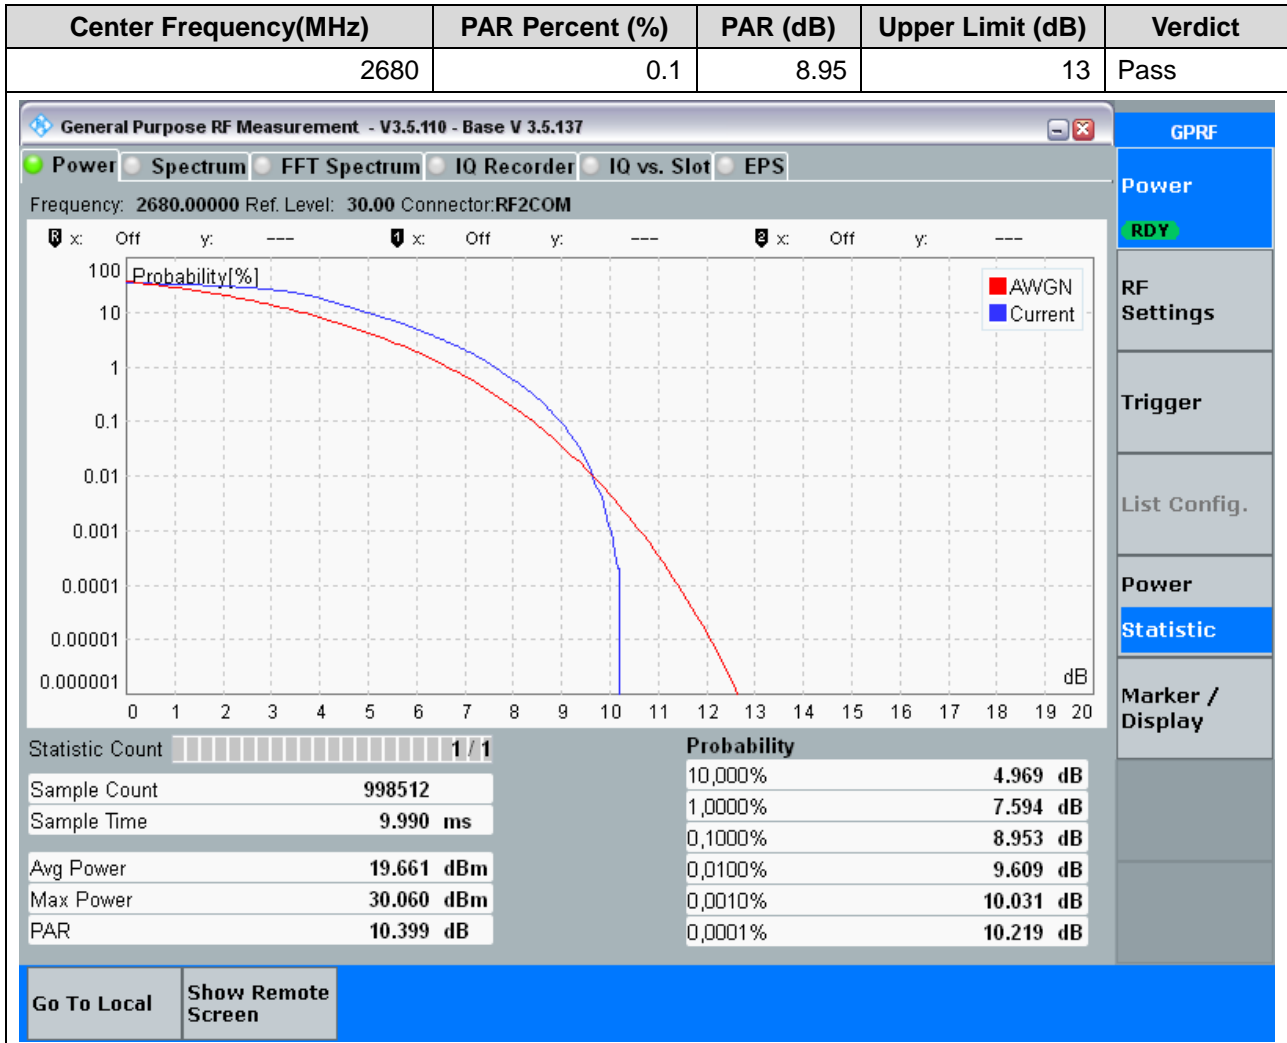 Center Frequency(MHz) PAR Percent (%) PAR (dB) Upper Limit (dB) Verdict
2680 0.1 8.95 13 Pass
General Purpose RF Measurement - V3.5.110 - Base V 3.5.137
GPRF
Power Spectrum FFT Spectrum IQ Recorder IQ vs. Slot EPS
Frequency: 2680.00000 Ref. Level: 30.00 Connector:RF2COM
R x: Off y: --- 1 x: Off y: --- 2 x: Off y: ---
Probability[%]
100
10
1
0.1
0.01
0.001
0.0001
0.00001
0.000001
AWGN
Current
dB
0 1 2 3 4 5 6 7 8 9 10 11 12 13 14 15 16 17 18 19 20
Statistic Count 1 / 1
Sample Count 998512
Sample Time 9.990 ms
Avg Power 19.661 dBm
Max Power 30.060 dBm
PAR 10.399 dB
Probability
10,000% 4.969 dB
1,0000% 7.594 dB
0,1000% 8.953 dB
0,0100% 9.609 dB
0,0010% 10.031 dB
0,0001% 10.219 dB
Power
RDY
RF
Settings
Trigger
List Config.
Power
Statistic
Marker /
Display
Go To Local
Show Remote
Screen